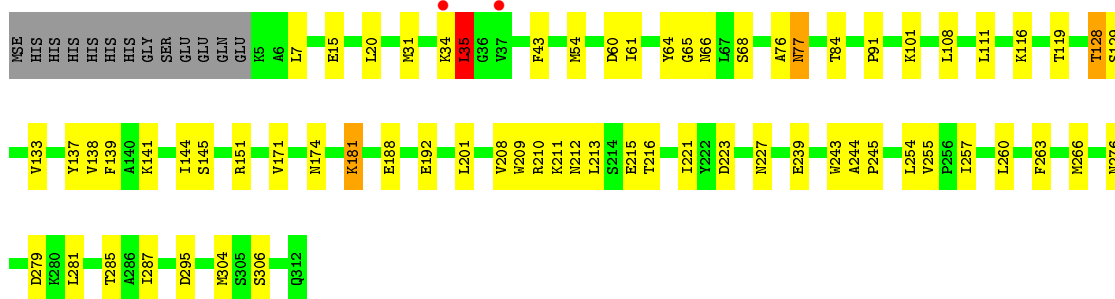 MSE HIS HIS HIS HIS HIS HIS GLY SER GLU GLU GLN GLU K5 A6 L7 E15 L20 M31 K34 L35 G36 V37 F43 M54 D60 I61 Y64 G65 N66 L67 S68 A76 N77 T84 P91 K101 L108 L111 K116 T119 T128 S129
V133 Y137 V138 F139 A140 K141 I144 S145 R151 V171 N174 K181 E188 E192 L201 V208 W209 R210 K211 N212 L213 S214 E215 T216 I221 Y222 D223 N227 E239 W243 A244 P245 L254 V255 P256 I257 L260 F263 M266 N276
D279 K280 L281 T285 A286 I287 D295 M304 S305 S306 Q312